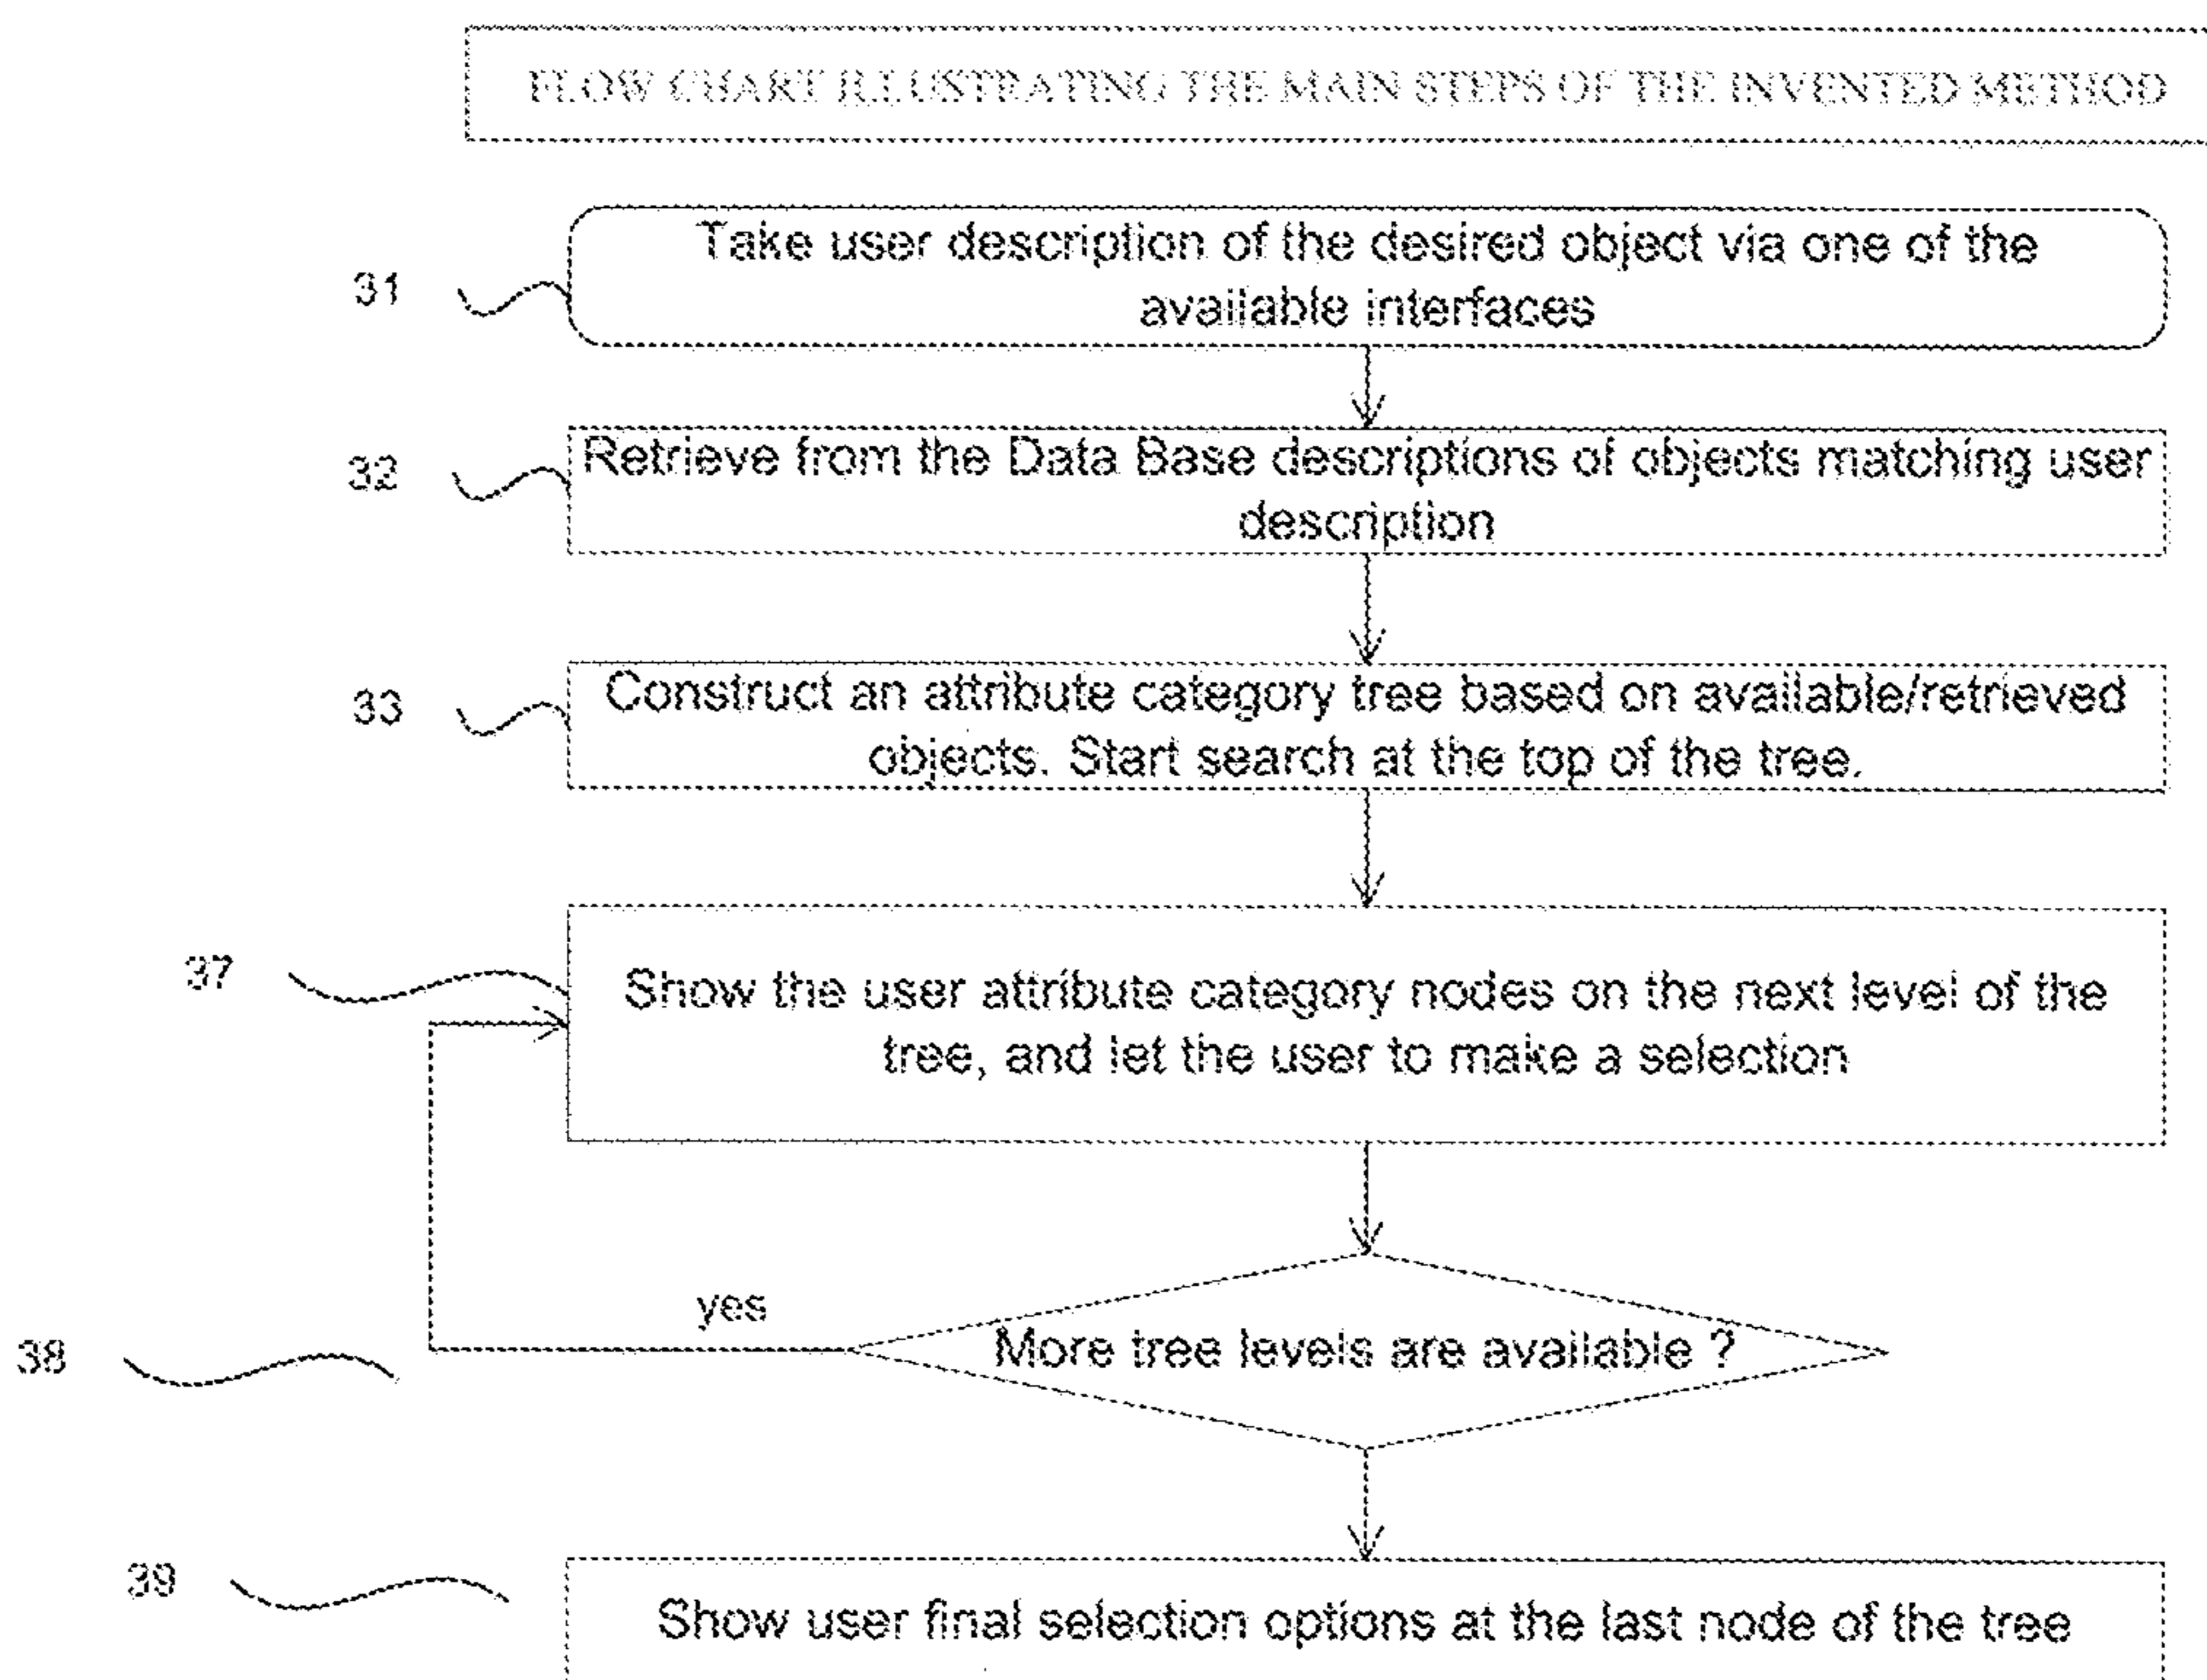 FLOW CHART ILLUSTRATING THE MAIN STEPS OF THE INVENTED METHOD
31
Take user description of the desired object via one of the
available interfaces
32
Retrieve from the Data Base descriptions of objects matching user
description
33
Construct an attribute category tree based on available/retrieved
objects. Start search at the top of the tree.
37
Show the user attribute category nodes on the next level of the
tree, and let the user to make a selection
yes
38
More tree levels are available ?
39
Show user final selection options at the last node of the tree